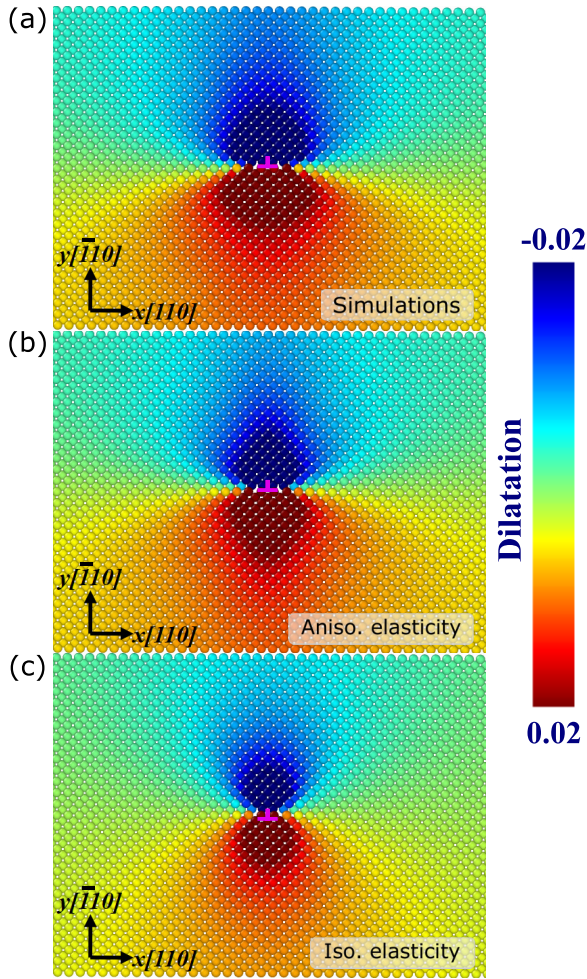 (a)
y[1̄10]
x[110]
Simulations
(b)
y[1̄10]
x[110]
Aniso. elasticity
(c)
y[1̄10]
x[110]
Iso. elasticity
-0.02
Dilatation
0.02